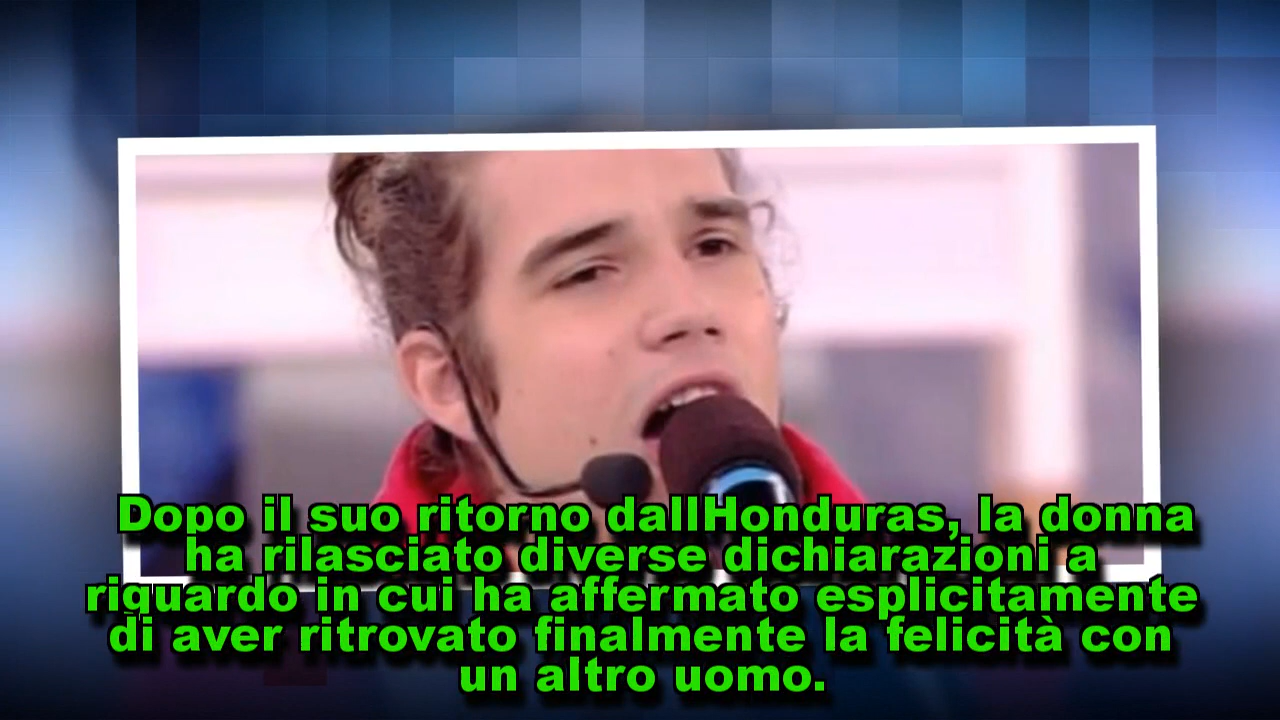 Dopo il suo ritorno dallHonduras, la donna
ha rilasciato diverse dichiarazioni a
riguardo in cui ha affermato esplicitamente
di aver ritrovato finalmente la felicità con
un altro uomo.